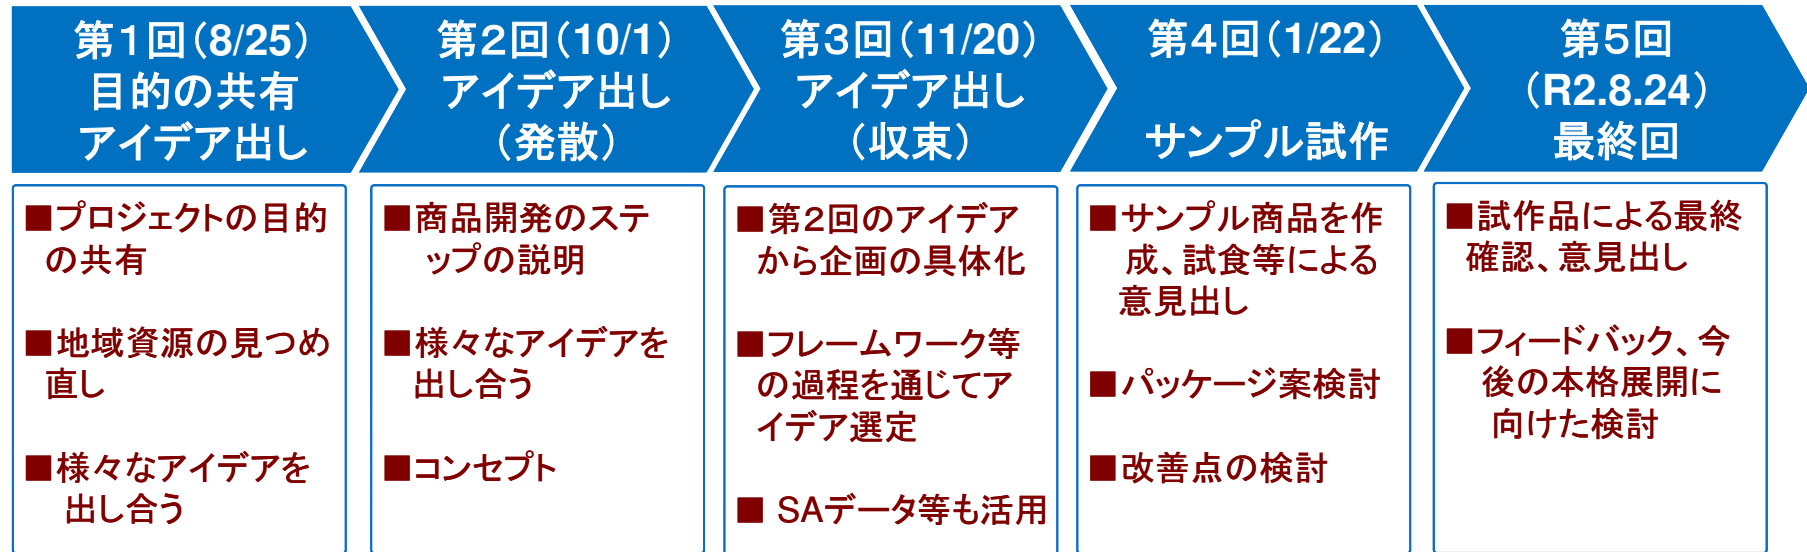 第１回（8/25）
目的の共有
アイデア出し
第２回（10/1）
アイデア出し
（発散）
第３回（11/20）
アイデア出し
（収束）
第４回（1/22）
サンプル試作
第５回
（R2.8.24）
最終回
■プロジェクトの目的
の共有
■地域資源の見つめ
直し
■様々なアイデアを
出し合う
■商品開発のステ
ップの説明
■様々なアイデアを
出し合う
■コンセプト
■第２回のアイデア
から企画の具体化
■フレームワーク等
の過程を通じてア
イデア選定
■ SAデータ等も活用
■サンプル商品を作
成、試食等による
意見出し
■パッケージ案検討
■改善点の検討
■試作品による最終
確認、意見出し
■フィードバック、今
後の本格展開に
向けた検討